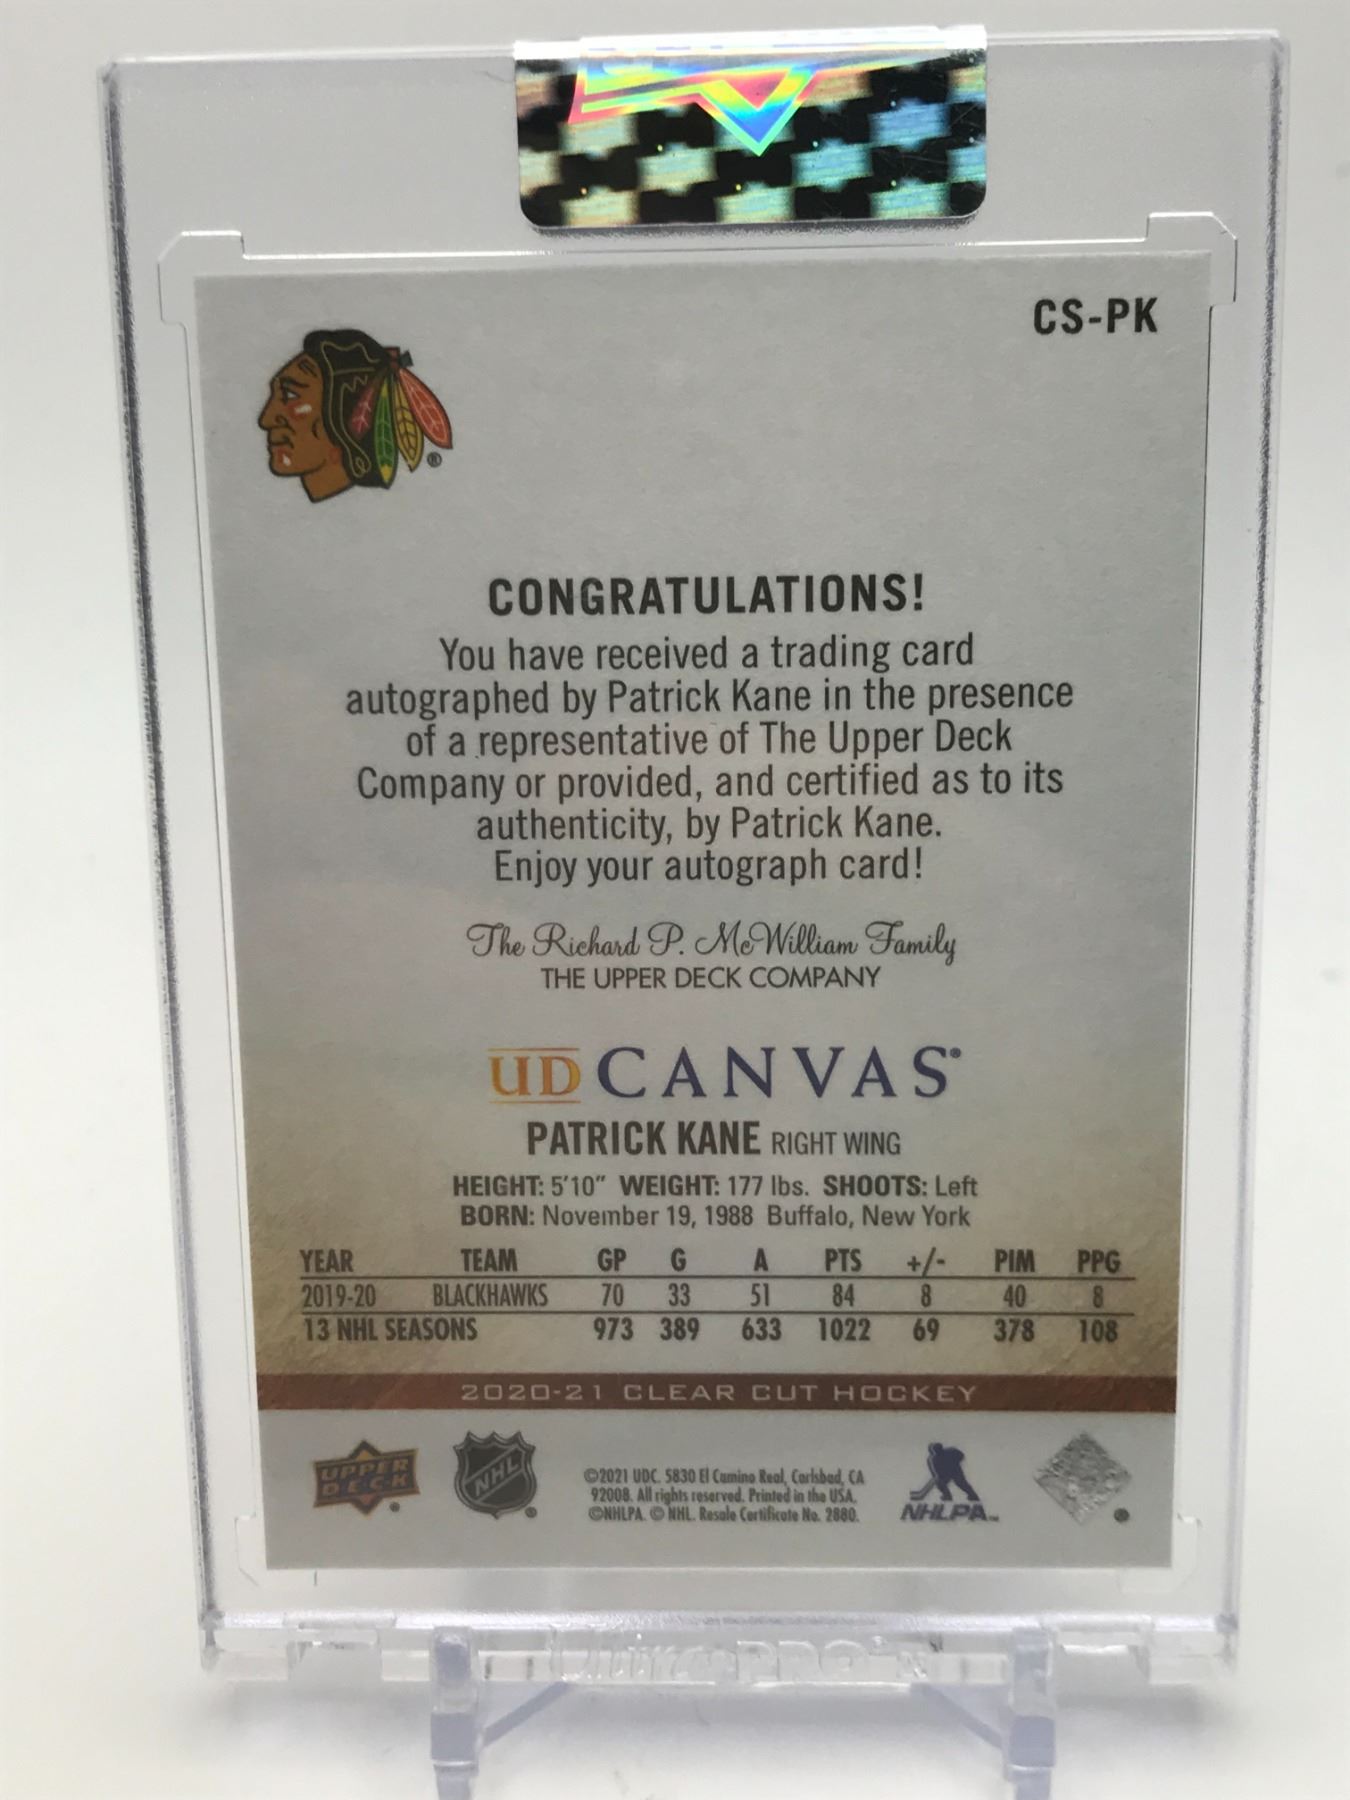 CS-PK
®
CONGRATULATIONS!
You have received a trading card
autographed by Patrick Kane in the presence
of a representative of The Upper Deck
Company or provided, and certified as to its
authenticity, by Patrick Kane.
Enjoy your autograph card!
The Richard P. McWilliam Family
THE UPPER DECK COMPANY
UD CANVAS®
PATRICK KANE RIGHT WING
HEIGHT: 5'10" WEIGHT: 177 lbs. SHOOTS: Left
BORN: November 19, 1988 Buffalo, New York
YEAR TEAM GP G A PTS +/- PIM PPG
2019-20 BLACKHAWKS 70 33 51 84 8 40 8
13 NHL SEASONS 973 389 633 1022 69 378 108
2020-21 CLEAR CUT HOCKEY
UPPER
DECK
®
NHL
®
©2021 UDC. 5830 El Camino Real, Carlsbad, CA
92008. All rights reserved. Printed in the USA.
©NHLPA. © NHL. Resale Certificate No. 2880.
NHLPA™
®
Ultra PRO®